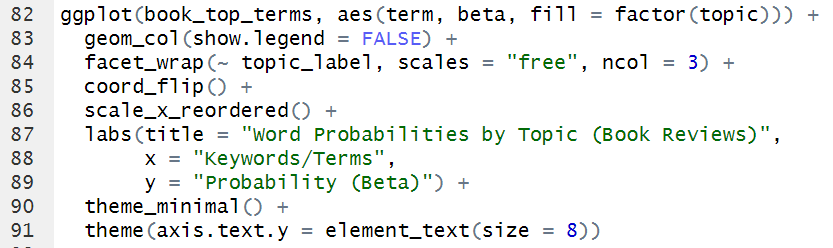 82 ggplot(book_top_terms, aes(term, beta, fill = factor(topic))) +
83   geom_col(show.legend = FALSE) +
84   facet_wrap(~ topic_label, scales = "free", ncol = 3) +
85   coord_flip() +
86   scale_x_reordered() +
87   labs(title = "Word Probabilities by Topic (Book Reviews)",
88        x = "Keywords/Terms",
89        y = "Probability (Beta)") +
90   theme_minimal() +
91   theme(axis.text.y = element_text(size = 8))